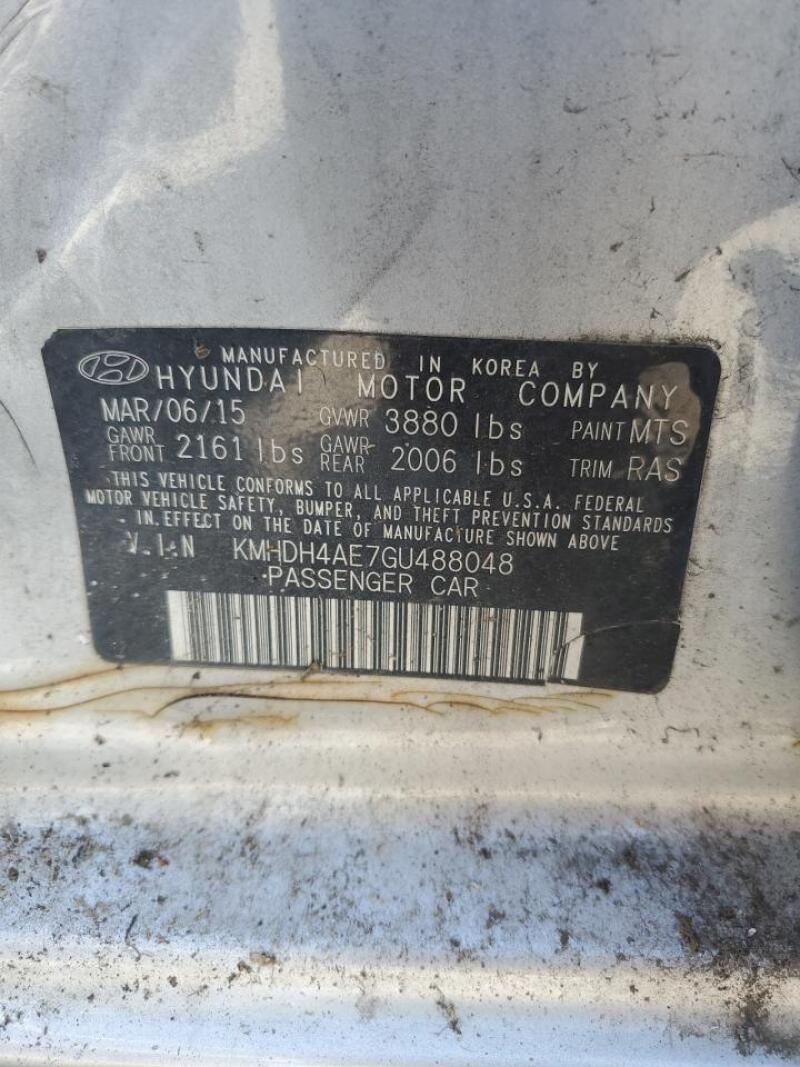 MANUFACTURED IN KOREA BY
HYUNDAI MOTOR COMPANY
MAR/06/15 GVWR 3880 lbs PAINT MTS
GAWR FRONT 2161 lbs GAWR REAR 2006 lbs TRIM RAS
THIS VEHICLE CONFORMS TO ALL APPLICABLE U.S.A. FEDERAL
MOTOR VEHICLE SAFETY, BUMPER, AND THEFT PREVENTION STANDARDS
IN EFFECT ON THE DATE OF MANUFACTURE SHOWN ABOVE
V.I.N KMHDH4AE7GU488048
PASSENGER CAR